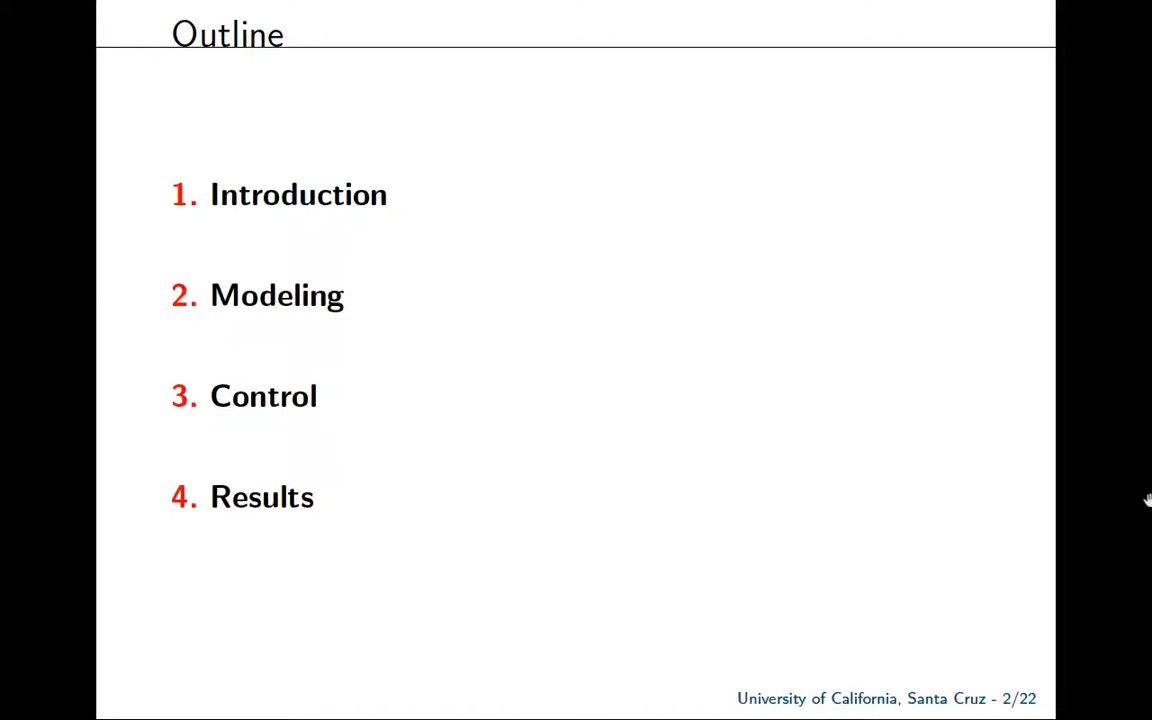 Outline
1. Introduction
2. Modeling
3. Control
4. Results
University of California, Santa Cruz - 2/22